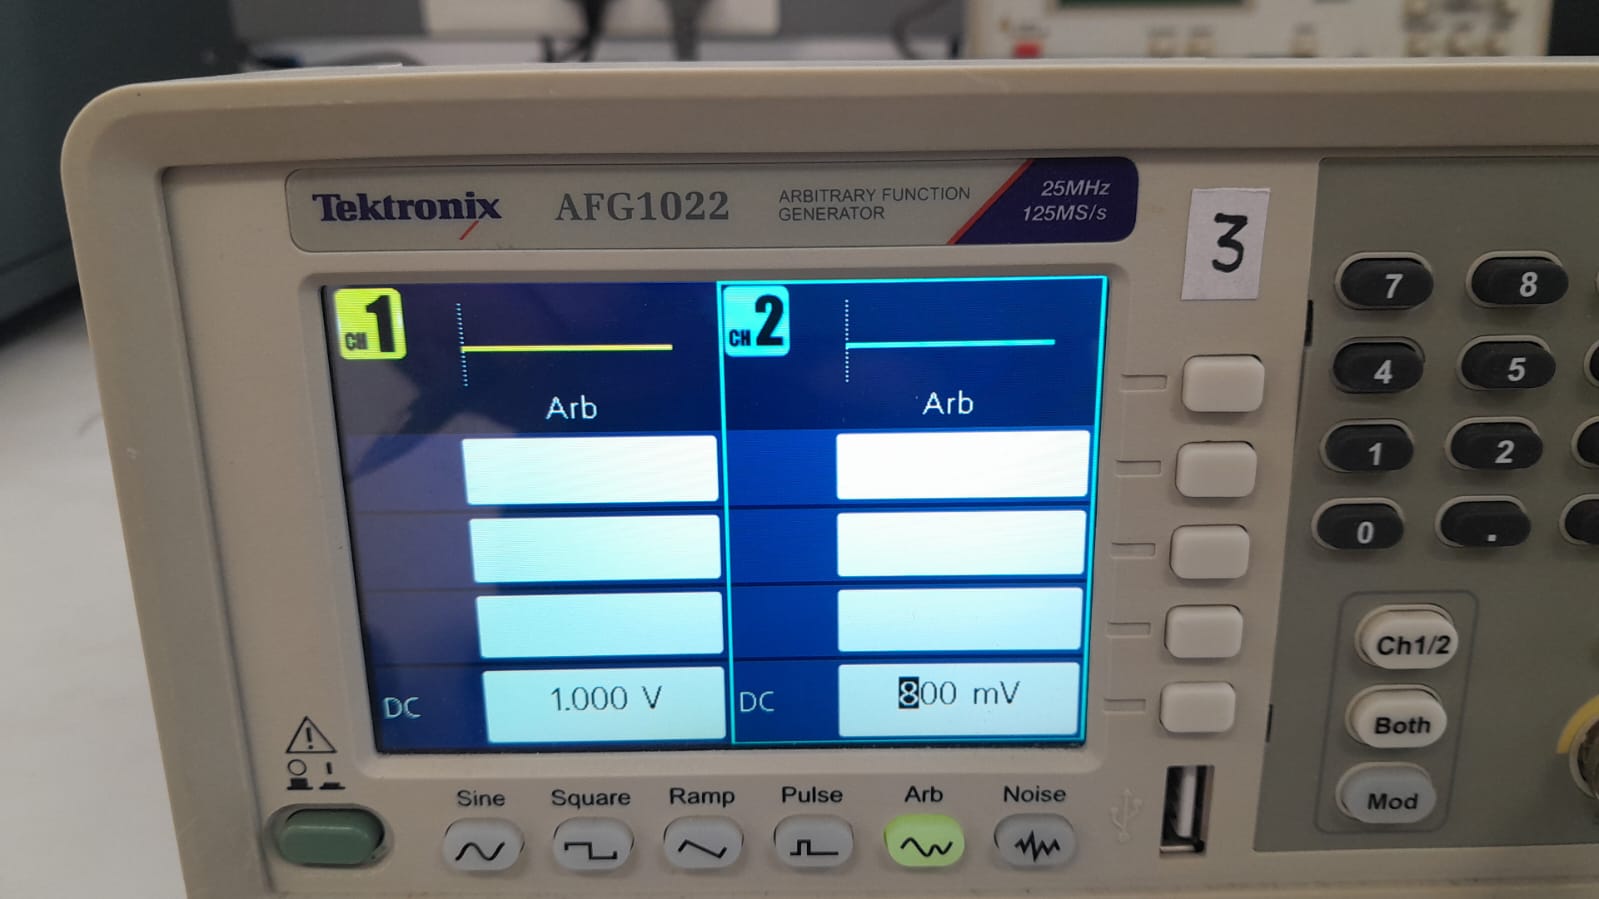 Tektronix AFG1022 ARBITRARY FUNCTION GENERATOR 25MHz 125MS/s
3
CH 1
Arb
DC 1.000 V
CH 2
Arb
DC 800 mV
7 8
4 5
1 2
0 .
Ch1/2
Both
Mod
Sine Square Ramp Pulse Arb Noise